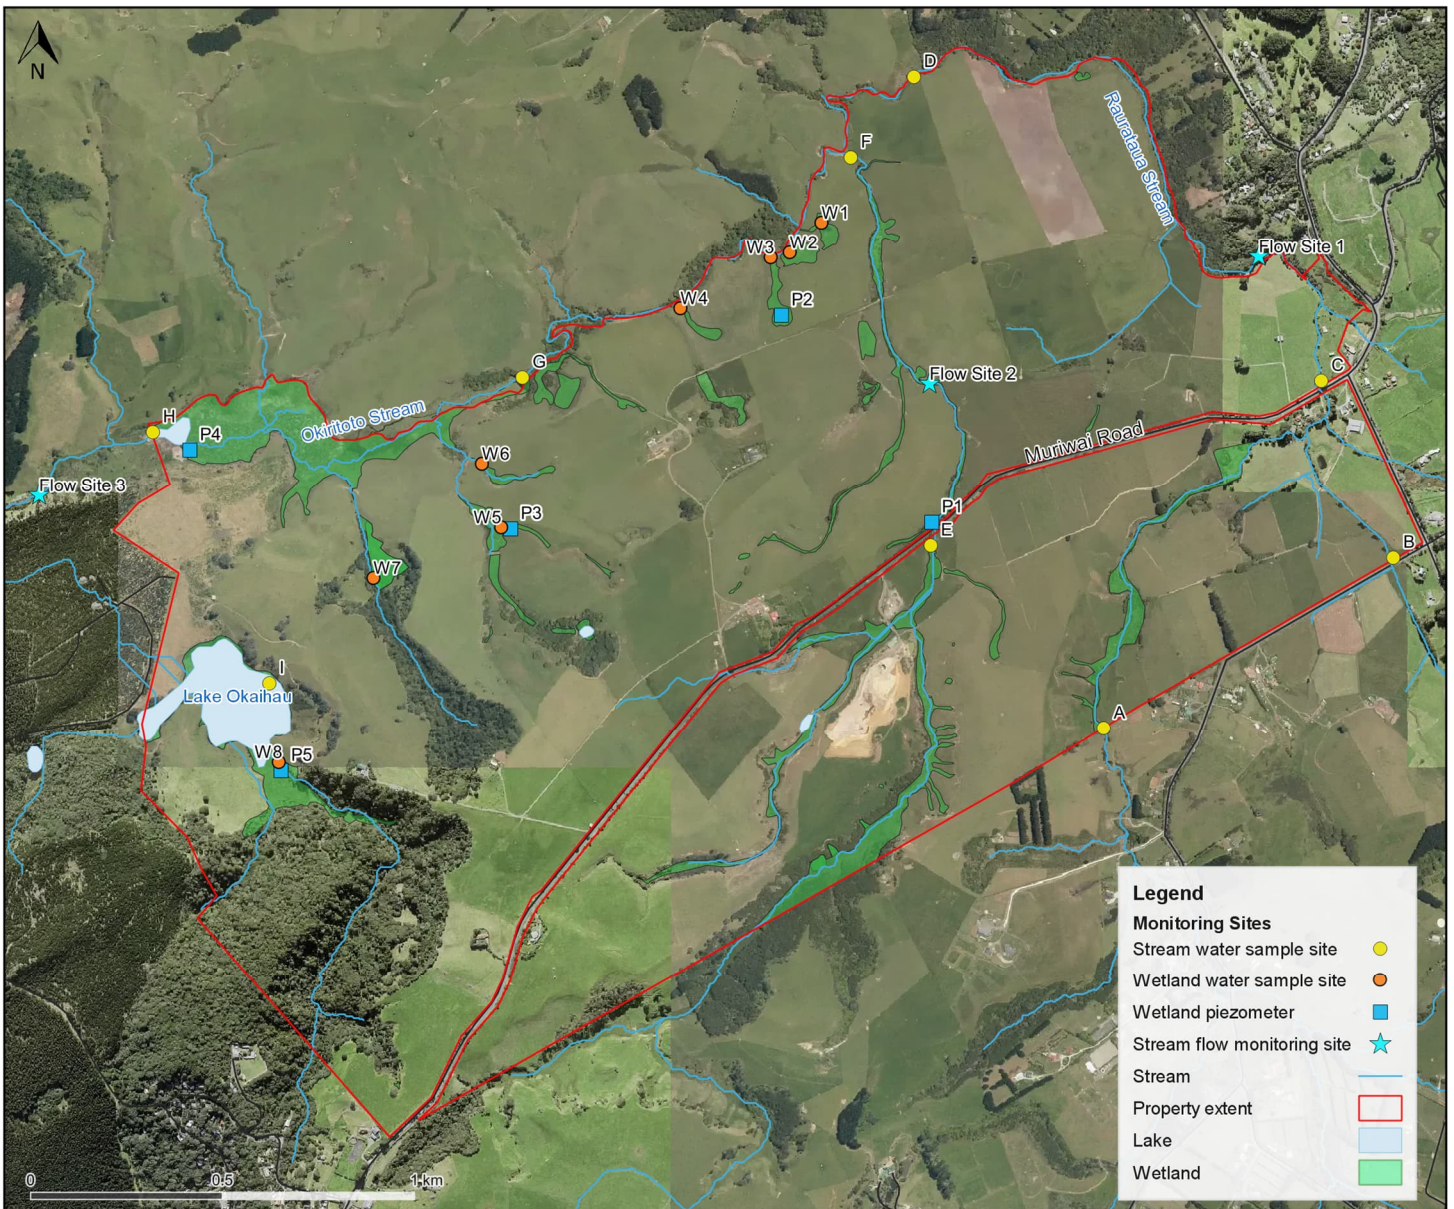 N
D
Raurataua Stream
F
W1
W2
W3
Flow Site 1
W4
P2
G
Flow Site 2
C
H
Okiritoto Stream
P4
Muriwai Road
W6
Flow Site 3
P1
W5
P3
E
B
W7
I
Lake Okaihau
A
W8
P5
Legend
Monitoring Sites
Stream water sample site
Wetland water sample site
Wetland piezometer
Stream flow monitoring site
Stream
Property extent
Lake
Wetland
0 0.5 1 km